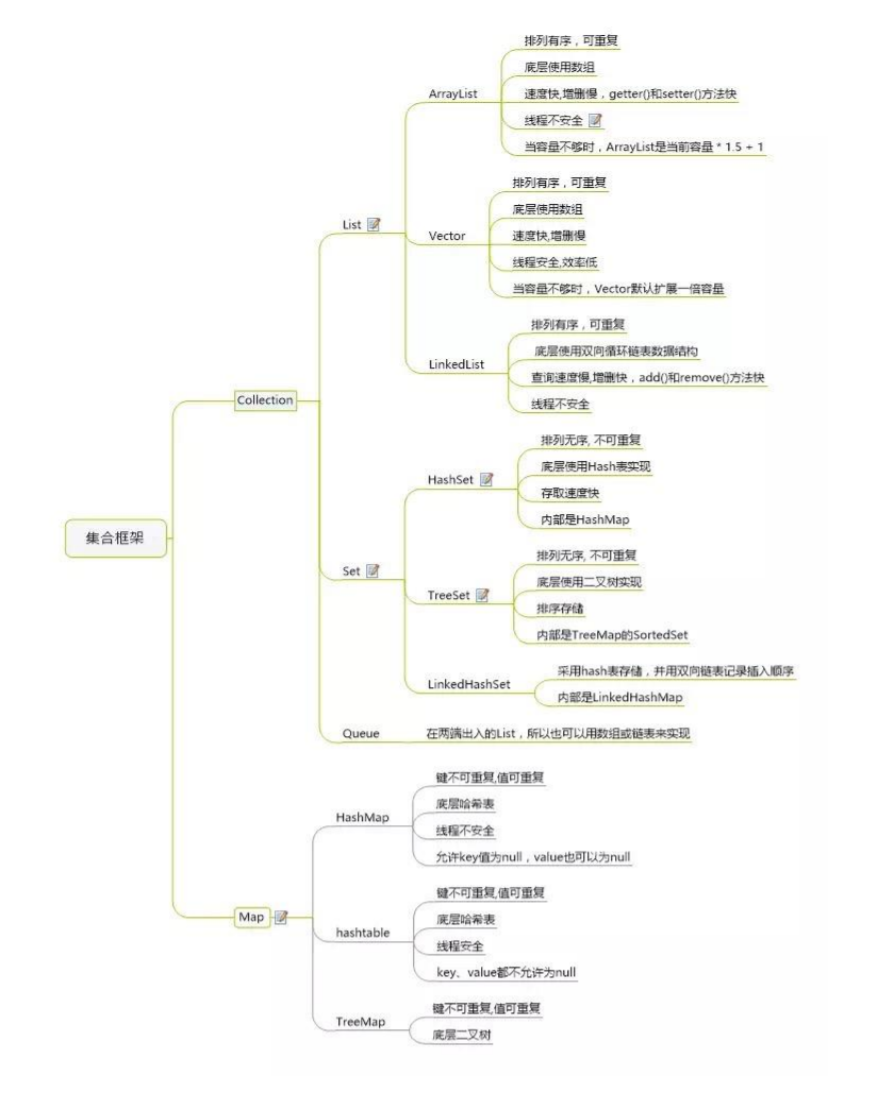 集合框架
Collection
List
ArrayList
排列有序，可重复
底层使用数组
速度快,增删慢，getter()和setter()方法快
线程不安全
当容量不够时，ArrayList是当前容量 * 1.5 + 1
Vector
排列有序，可重复
底层使用数组
速度快,增删慢
线程安全,效率低
当容量不够时，Vector默认扩展一倍容量
LinkedList
排列有序，可重复
底层使用双向循环链表数据结构
查询速度慢,增删快，add()和remove()方法快
线程不安全
Set
HashSet
排列无序, 不可重复
底层使用Hash表实现
存取速度快
内部是HashMap
TreeSet
排列无序, 不可重复
底层使用二叉树实现
排序存储
内部是TreeMap的SortedSet
LinkedHashSet
采用hash表存储，并用双向链表记录插入顺序
内部是LinkedHashMap
Queue
在两端出入的List，所以也可以用数组或链表来实现
Map
HashMap
键不可重复,值可重复
底层哈希表
线程不安全
允许key值为null，value也可以为null
hashtable
键不可重复,值可重复
底层哈希表
线程安全
key、value都不允许为null
TreeMap
键不可重复,值可重复
底层二叉树